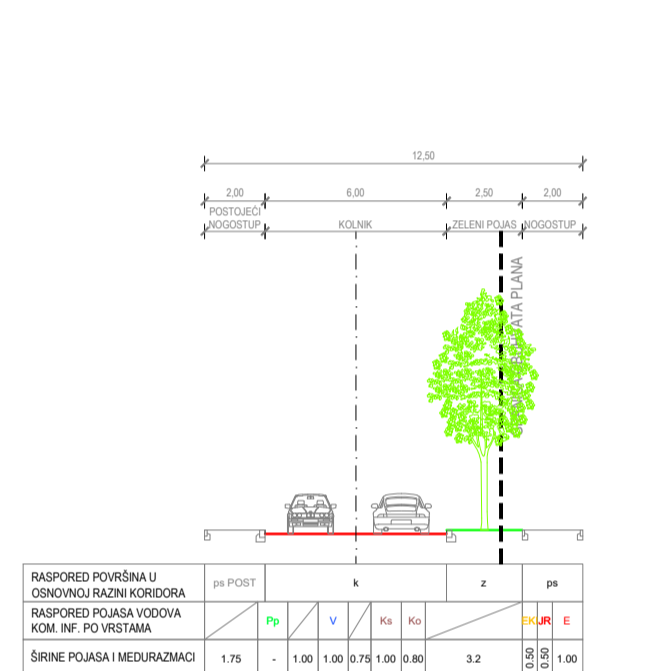 12,50
2,00 6,00 2,50 2,00
POSTOJEĆI
NOGOSTUP KOLNIK ZELENI POJAS NOGOSTUP
RASPORED POVRŠINA U
OSNOVNOJ RAZINI KORIDORA
ps POST k z ps
RASPORED POJASA VODOVA
KOM. INF. PO VRSTAMA
Pp V Ks Ko EK JR E
ŠIRINE POJASA I MEĐURAZMACI 1.75 - 1.00 1.00 0.75 1.00 0.80 3.2 0.50 0.50 1.00
PLANA